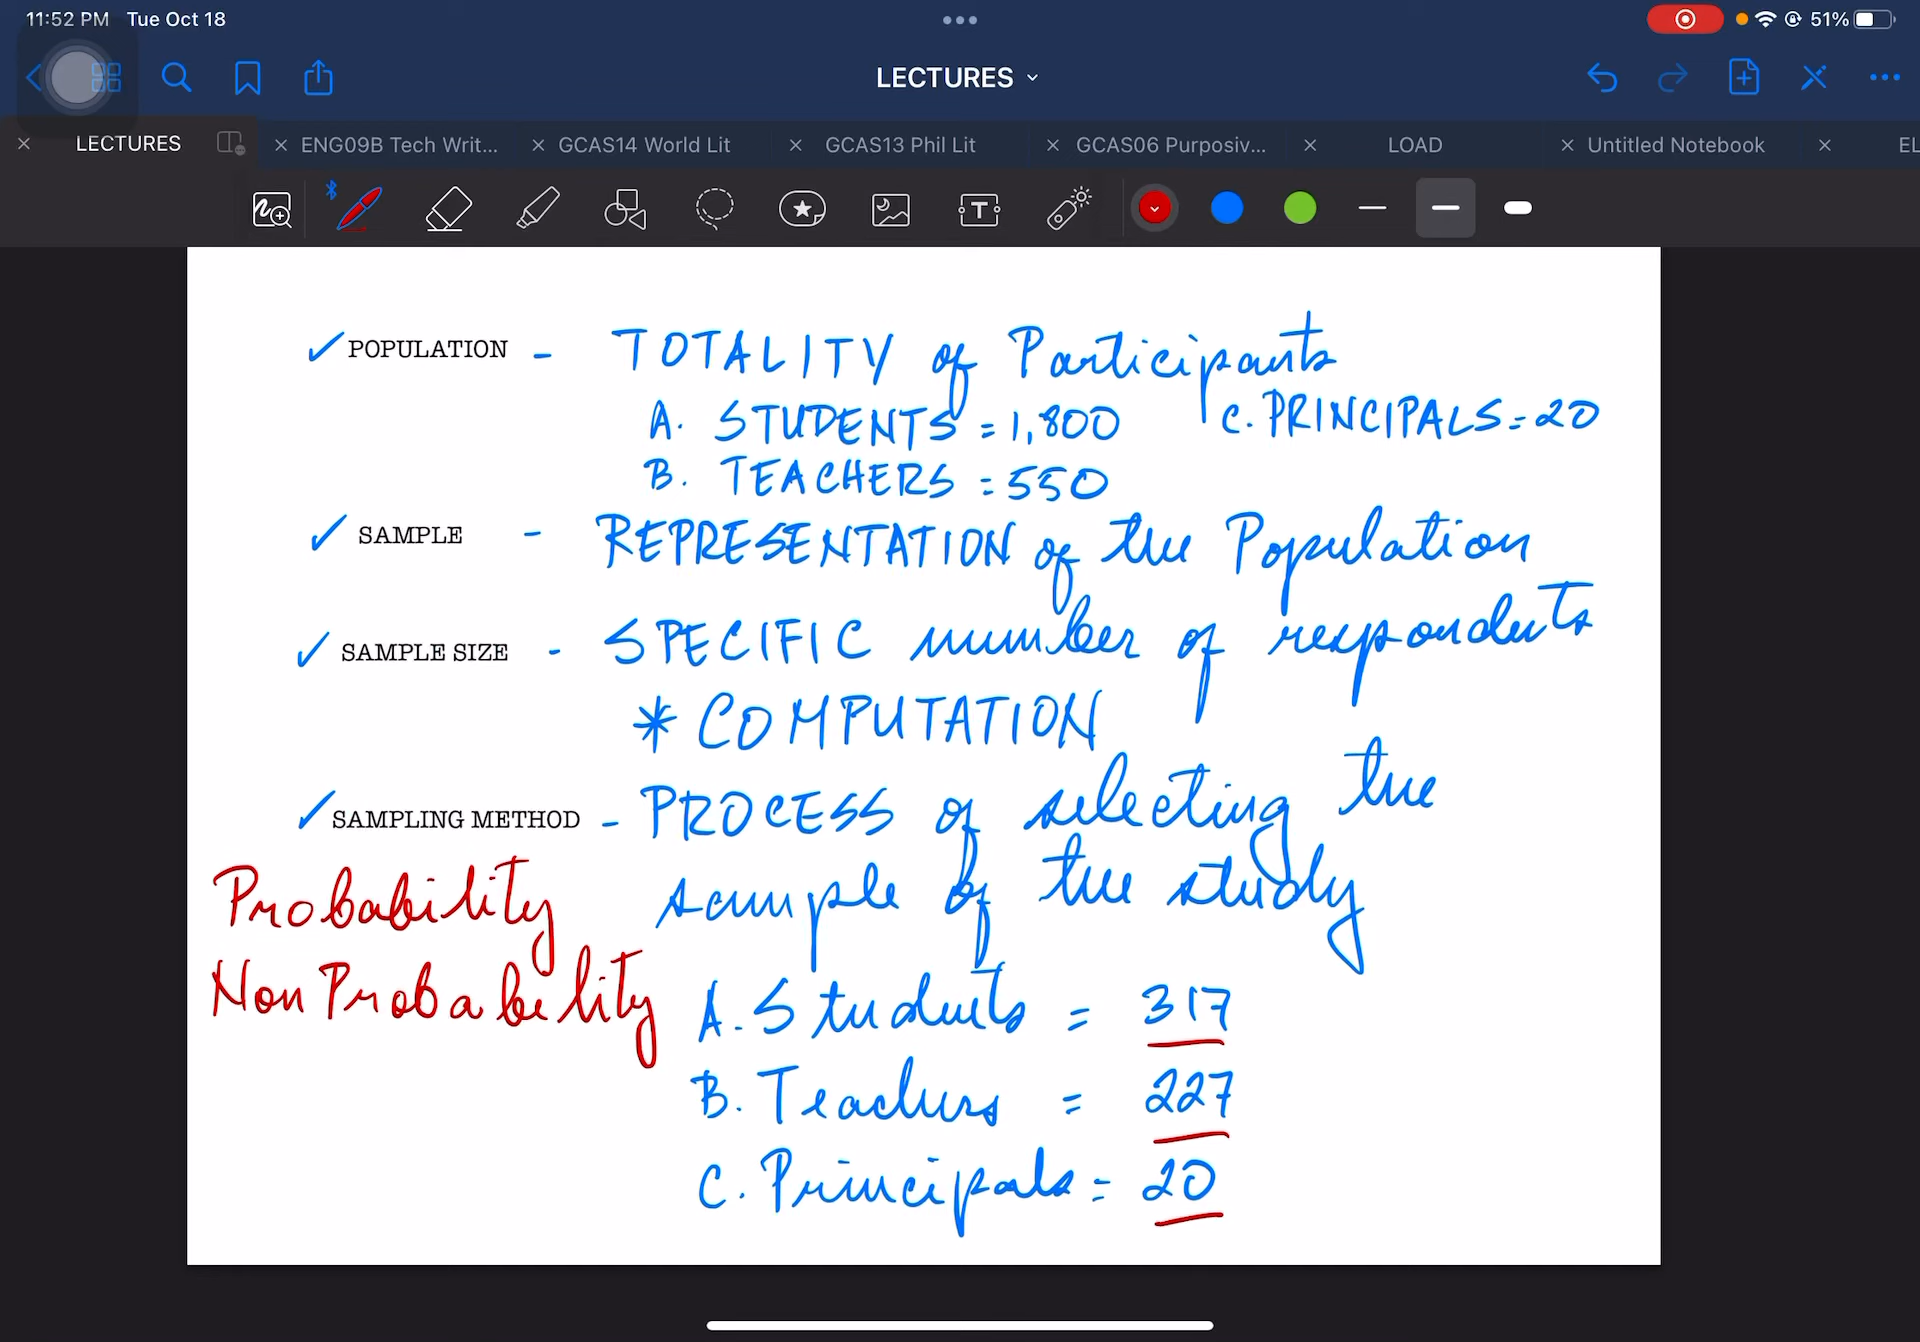 11:52 PM Tue Oct 18
51%
LECTURES
LECTURES
ENG09B Tech Writ...
GCAS14 World Lit
GCAS13 Phil Lit
GCAS06 Purposiv...
LOAD
Untitled Notebook
EL
POPULATION - TOTALITY of Participants
A. STUDENTS = 1,800 C. PRINCIPALS = 20
B. TEACHERS = 550
SAMPLE - REPRESENTATION of the Population
SAMPLE SIZE - SPECIFIC number of respondents
* COMPUTATION
SAMPLING METHOD - PROCESS of selecting the
sample of the study
Probability
Non Probability
A. Students = 317
B. Teachers = 227
C. Principals = 20